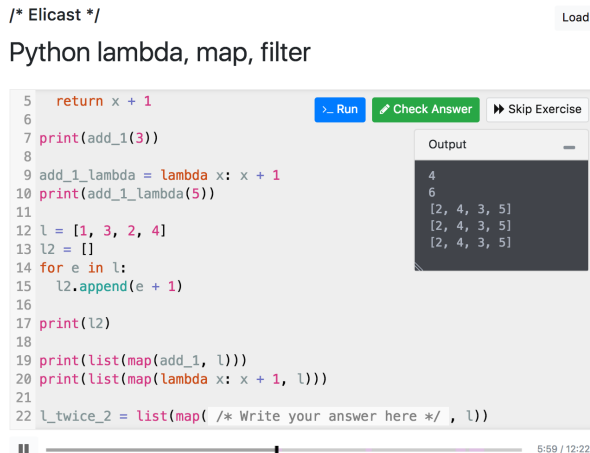 /* Elicast */
Load
Python lambda, map, filter
5 return x + 1
>_ Run
Check Answer
Skip Exercise
6
7 print(add_1(3))
Output
8
9 add_1_lambda = lambda x: x + 1
10 print(add_1_lambda(5))
11
12 l = [1, 3, 2, 4]
13 l2 = []
14 for e in l:
15 l2.append(e + 1)
16
17 print(l2)
18
19 print(list(map(add_1, l)))
20 print(list(map(lambda x: x + 1, l)))
21
22 l_twice_2 = list(map( /* Write your answer here */ , l))
4
6
[2, 4, 3, 5]
[2, 4, 3, 5]
[2, 4, 3, 5]
5:59 / 12:22